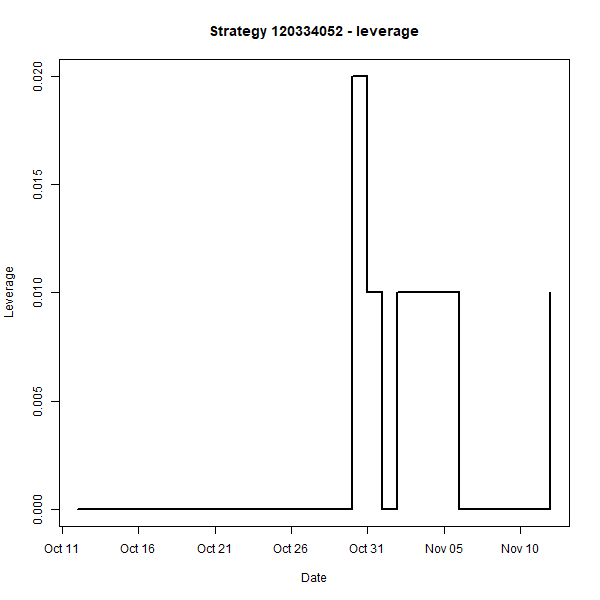 Strategy 120334052 - leverage
0.020
0.015
0.010
0.005
0.000
Leverage
Oct 11 Oct 16 Oct 21 Oct 26 Oct 31 Nov 05 Nov 10
Date